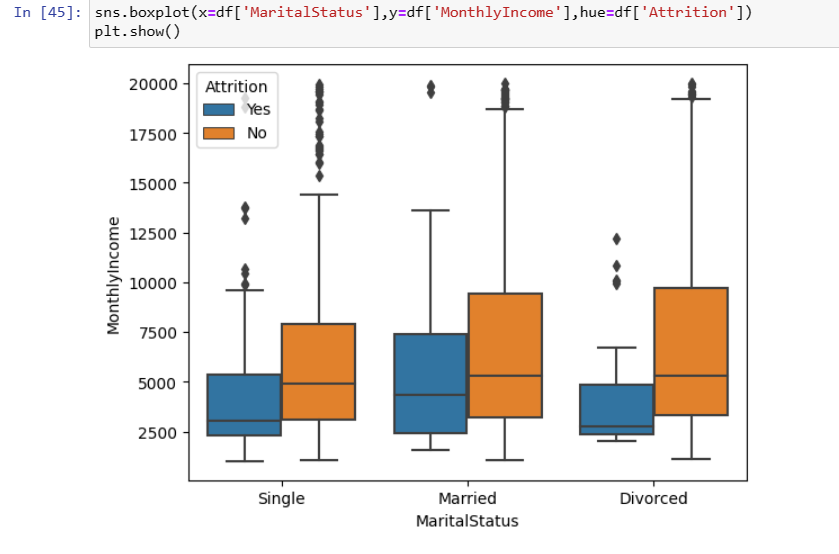 In [45]: sns.boxplot(x=df['MaritalStatus'],y=df['MonthlyIncome'],hue=df['Attrition'])
plt.show()
Attrition
Yes
No
20000
17500
15000
12500
10000
7500
5000
2500
MonthlyIncome
Single Married Divorced
MaritalStatus